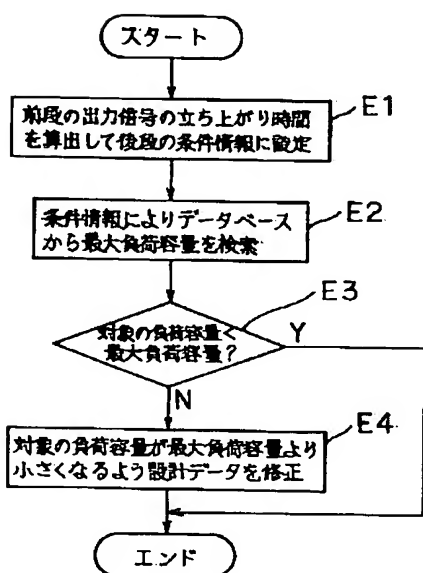 スタート
前段の出力信号の立ち上がり時間
を算出して後段の条件情報に設定
E1
条件情報によりデータベース
から最大負荷容量を検索
E2
対象の負荷容量<
最大負荷容量?
E3
Y
N
対象の負荷容量が最大負荷容量より
小さくなるよう設計データを修正
E4
エンド